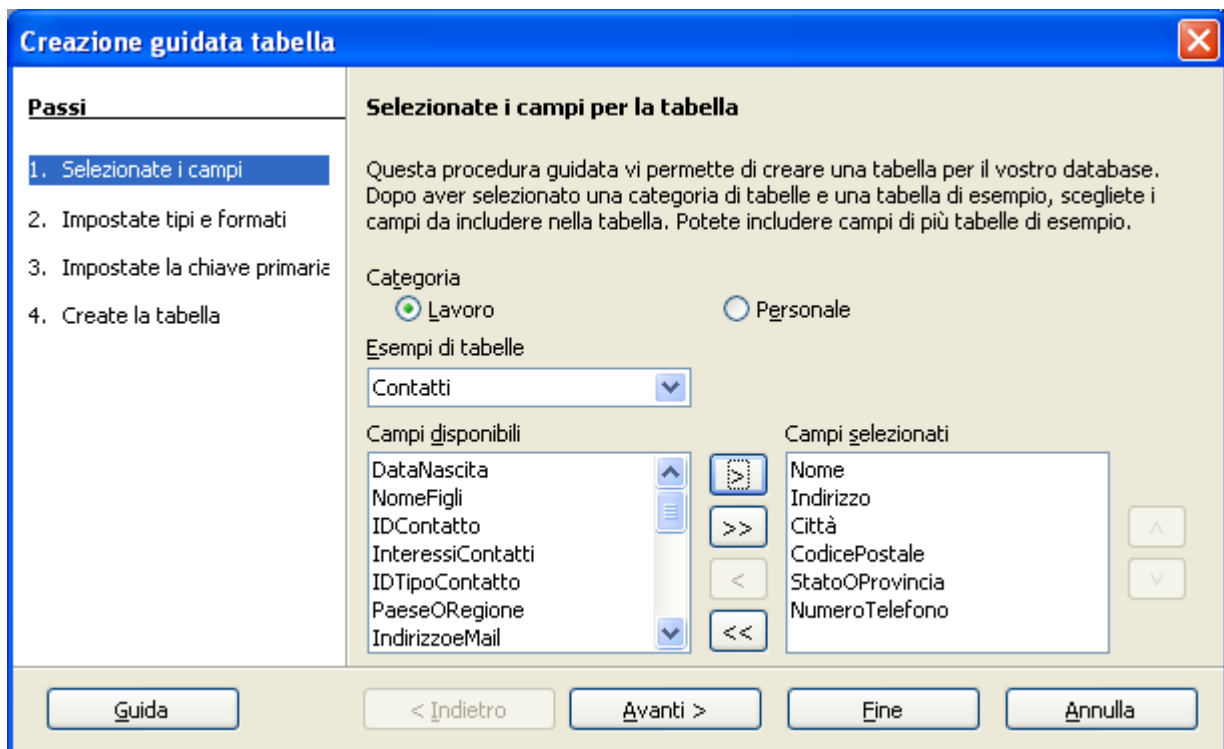 Creazione guidata tabella
Passi
1. Selezionate i campi
2. Impostate tipi e formati
3. Impostate la chiave primaria
4. Create la tabella
Selezionate i campi per la tabella
Questa procedura guidata vi permette di creare una tabella per il vostro database.
Dopo aver selezionato una categoria di tabelle e una tabella di esempio, scegliete i
campi da includere nella tabella. Potete includere campi di più tabelle di esempio.
Categoria
Lavoro Personale
Esempi di tabelle
Contatti
Campi disponibili
DataNascita
NomeFigli
IDContatto
InteressiContatti
IDTipoContatto
PaeseORegione
IndirizzoeMail
>
>>
<
<<
Campi selezionati
Nome
Indirizzo
Città
CodicePostale
StatoOProvincia
NumeroTelefono
Guida < Indietro Avanti > Fine Annulla